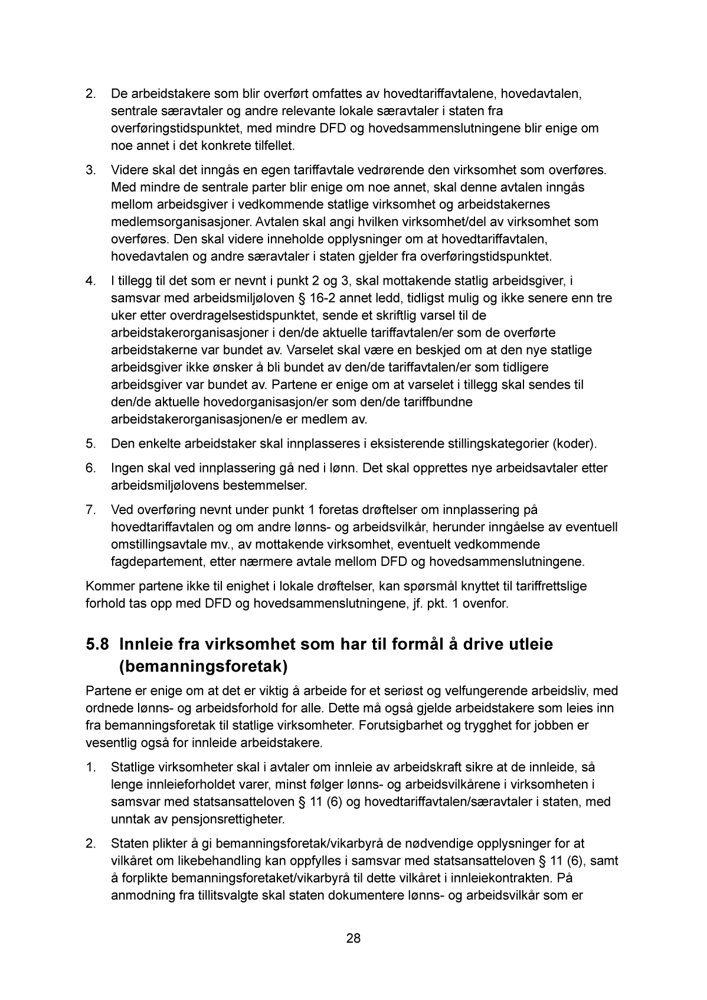 2. De arbeidstakere som blir overført omfattes av hovedtariffavtalene, hovedavtalen,
sentrale særavtaler og andre relevante lokale særavtaler i staten fra
overføringstidspunktet, med mindre DFD og hovedsammenslutningene blir enige om
noe annet i det konkrete tilfellet.
3. Videre skal det inngås en egen tariffavtale vedrørende den virksomhet som overføres.
Med mindre de sentrale parter blir enige om noe annet, skal denne avtalen inngås
mellom arbeidsgiver i vedkommende statlige virksomhet og arbeidstakernes
medlemsorganisasjoner. Avtalen skal angi hvilken virksomhet/del av virksomhet som
overføres. Den skal videre inneholde opplysninger om at hovedtariffavtalen,
hovedavtalen og andre særavtaler i staten gjelder fra overføringstidspunktet.
4. I tillegg til det som er nevnt i punkt 2 og 3, skal mottakende statlig arbeidsgiver, i
samsvar med arbeidsmiljøloven § 16-2 annet ledd, tidligst mulig og ikke senere enn tre
uker etter overdragelsestidspunktet, sende et skriftlig varsel til de
arbeidstakerorganisasjoner i den/de aktuelle tariffavtalen/er som de overførte
arbeidstakerne var bundet av. Varselet skal være en beskjed om at den nye statlige
arbeidsgiver ikke ønsker å bli bundet av den/de tariffavtalen/er som tidligere
arbeidsgiver var bundet av. Partene er enige om at varselet i tillegg skal sendes til
den/de aktuelle hovedorganisasjon/er som den/de tariffbundne
arbeidstakerorganisasjonen/e er medlem av.
5. Den enkelte arbeidstaker skal innplasseres i eksisterende stillingskategorier (koder).
6. Ingen skal ved innplassering gå ned i lønn. Det skal opprettes nye arbeidsavtaler etter
arbeidsmiljølovens bestemmelser.
7. Ved overføring nevnt under punkt 1 foretas drøftelser om innplassering på
hovedtariffavtalen og om andre lønns- og arbeidsvilkår, herunder inngåelse av eventuell
omstillingsavtale mv., av mottakende virksomhet, eventuelt vedkommende
fagdepartement, etter nærmere avtale mellom DFD og hovedsammenslutningene.
Kommer partene ikke til enighet i lokale drøftelser, kan spørsmål knyttet til tariffrettslige
forhold tas opp med DFD og hovedsammenslutningene, jf. pkt. 1 ovenfor.
5.8 Innleie fra virksomhet som har til formål å drive utleie
(bemanningsforetak)
Partene er enige om at det er viktig å arbeide for et seriøst og velfungerende arbeidsliv, med
ordnede lønns- og arbeidsforhold for alle. Dette må også gjelde arbeidstakere som leies inn
fra bemanningsforetak til statlige virksomheter. Forutsigbarhet og trygghet for jobben er
vesentlig også for innleide arbeidstakere.
1. Statlige virksomheter skal i avtaler om innleie av arbeidskraft sikre at de innleide, så
lenge innleieforholdet varer, minst følger lønns- og arbeidsvilkårene i virksomheten i
samsvar med statsansatteloven § 11 (6) og hovedtariffavtalen/særavtaler i staten, med
unntak av pensjonsrettigheter.
2. Staten plikter å gi bemanningsforetak/vikarbyrå de nødvendige opplysninger for at
vilkåret om likebehandling kan oppfylles i samsvar med statsansatteloven § 11 (6), samt
å forplikte bemanningsforetaket/vikarbyrå til dette vilkåret i innleiekontrakten. På
anmodning fra tillitsvalgte skal staten dokumentere lønns- og arbeidsvilkår som er
28